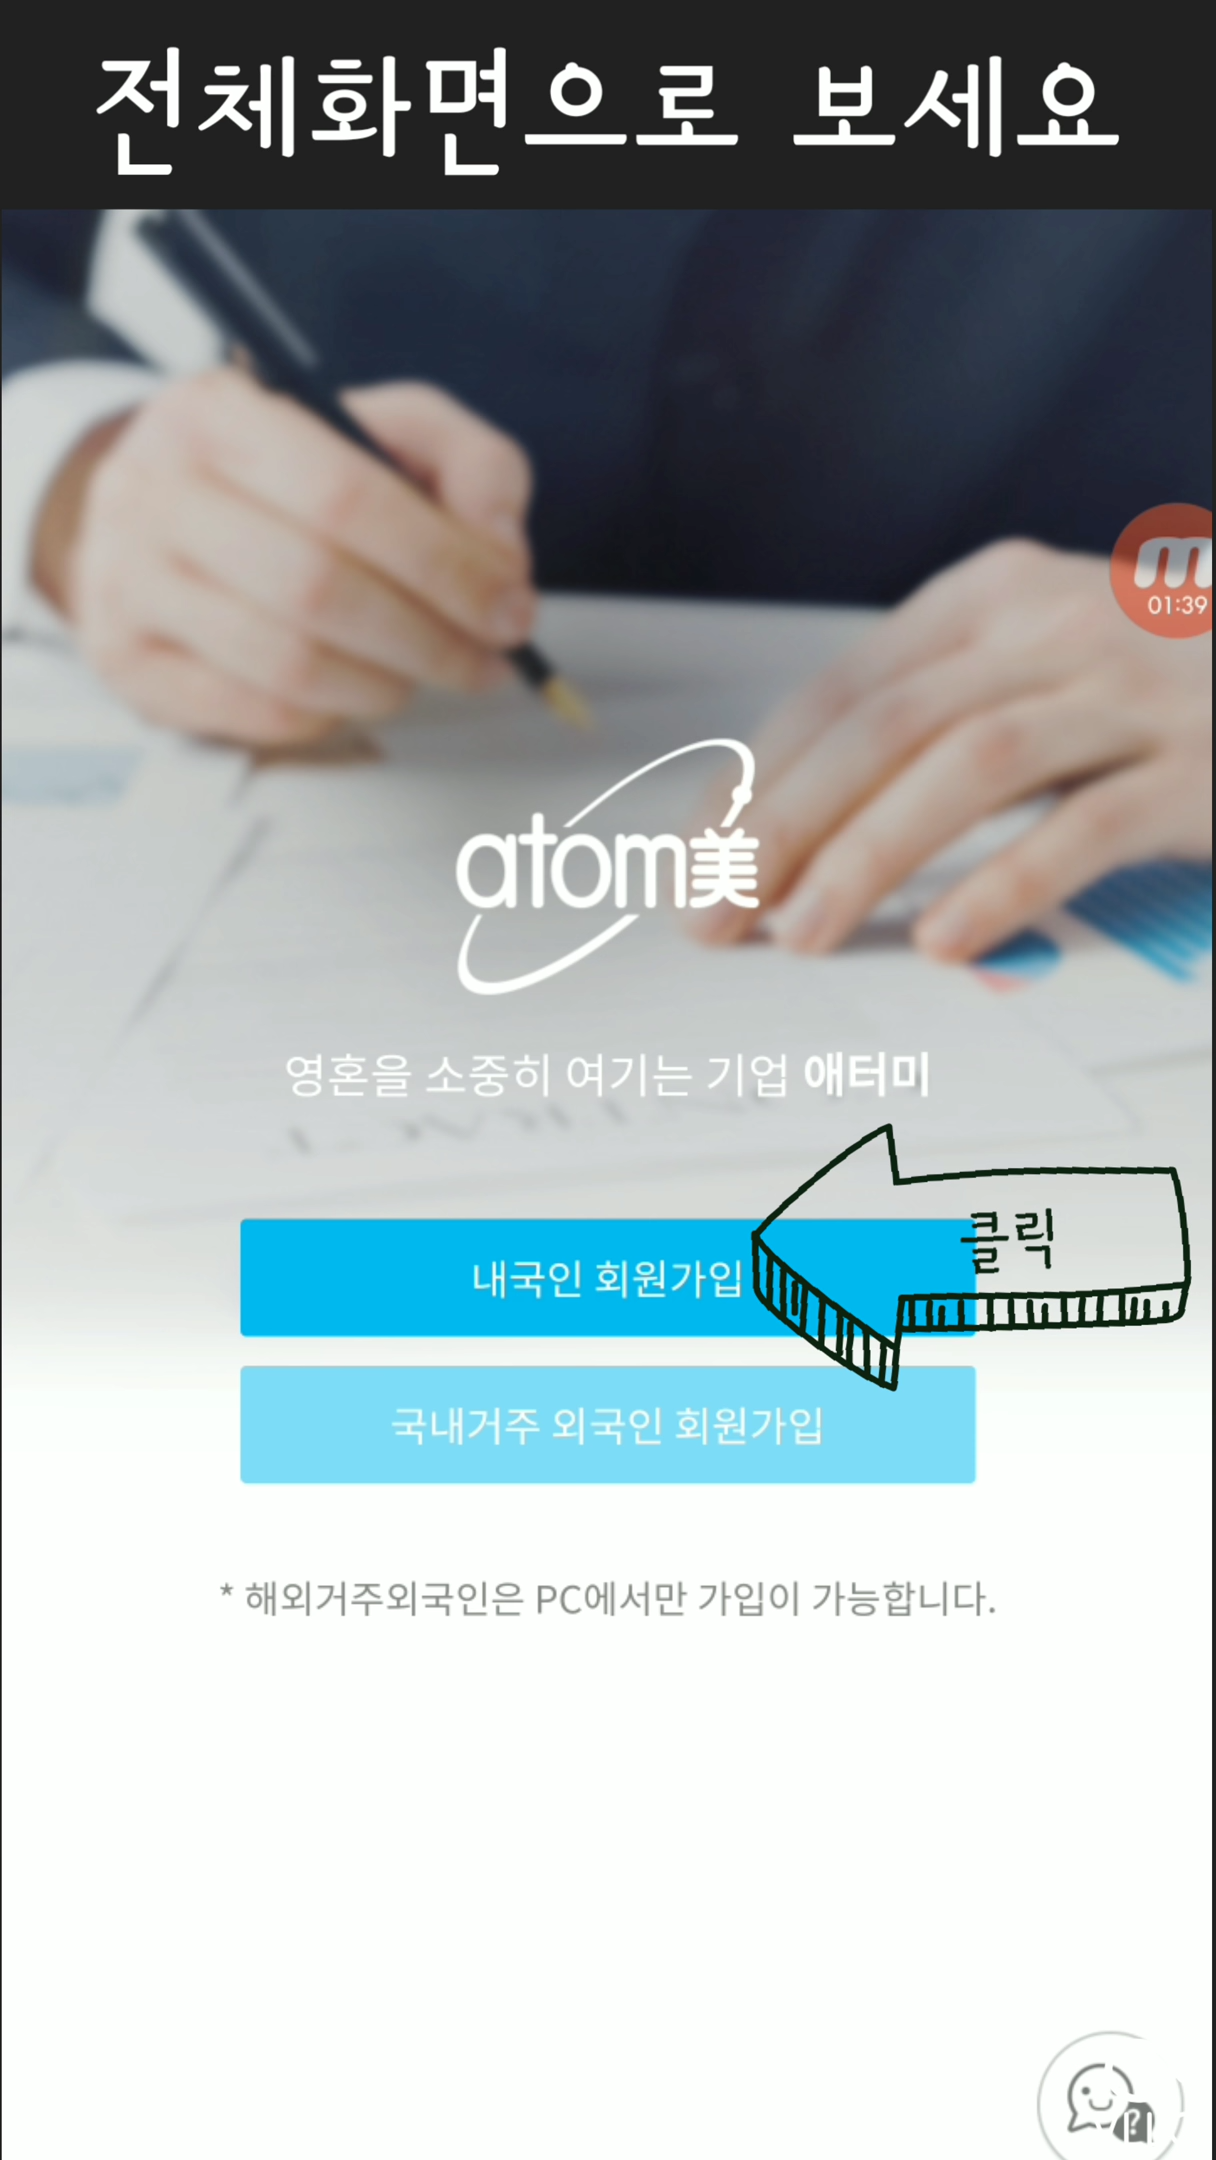 전체화면으로 보세요
m
01:39
atom美
영혼을 소중히 여기는 기업 애터미
클릭
내국인 회원가입
국내거주 외국인 회원가입
* 해외거주외국인은 PC에서만 가입이 가능합니다.
?